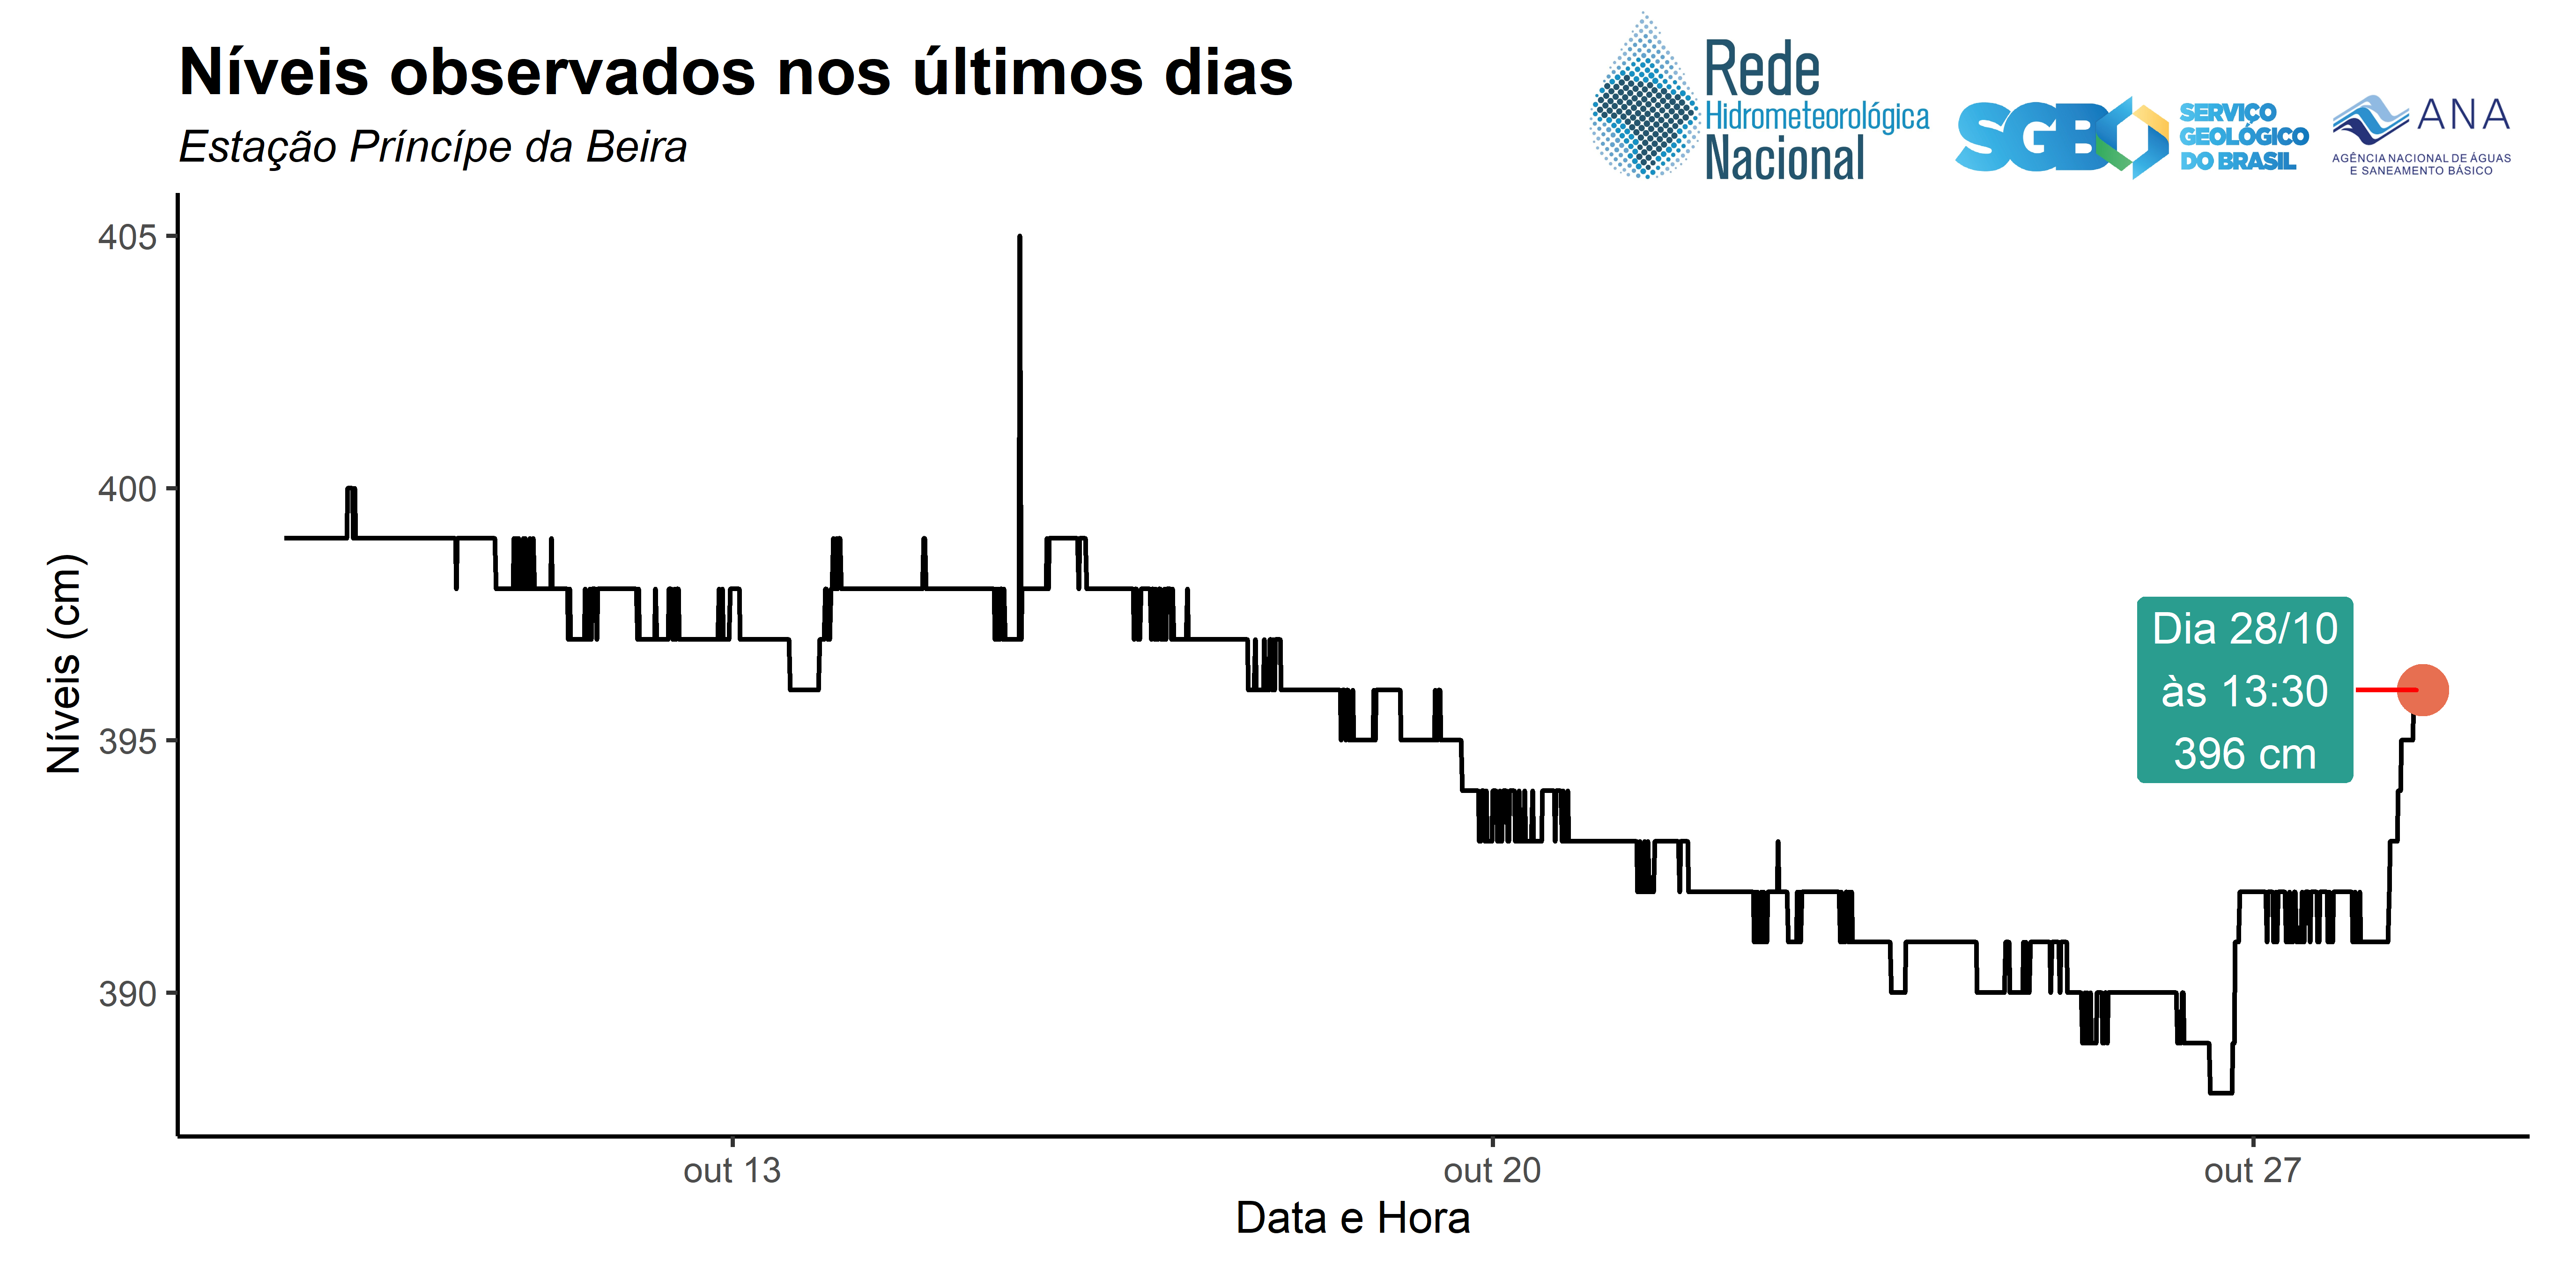 Níveis observados nos últimos dias
Estação Príncípe da Beira
Rede
Hidrometeorológica
Nacional
SGB
SERVIÇO
GEOLÓGICO
DO BRASIL
ANA
AGÊNCIA NACIONAL DE ÁGUAS
E SANEAMENTO BÁSICO
405
400
395
390
Níveis (cm)
Dia 28/10
às 13:30
396 cm
out 13
out 20
out 27
Data e Hora